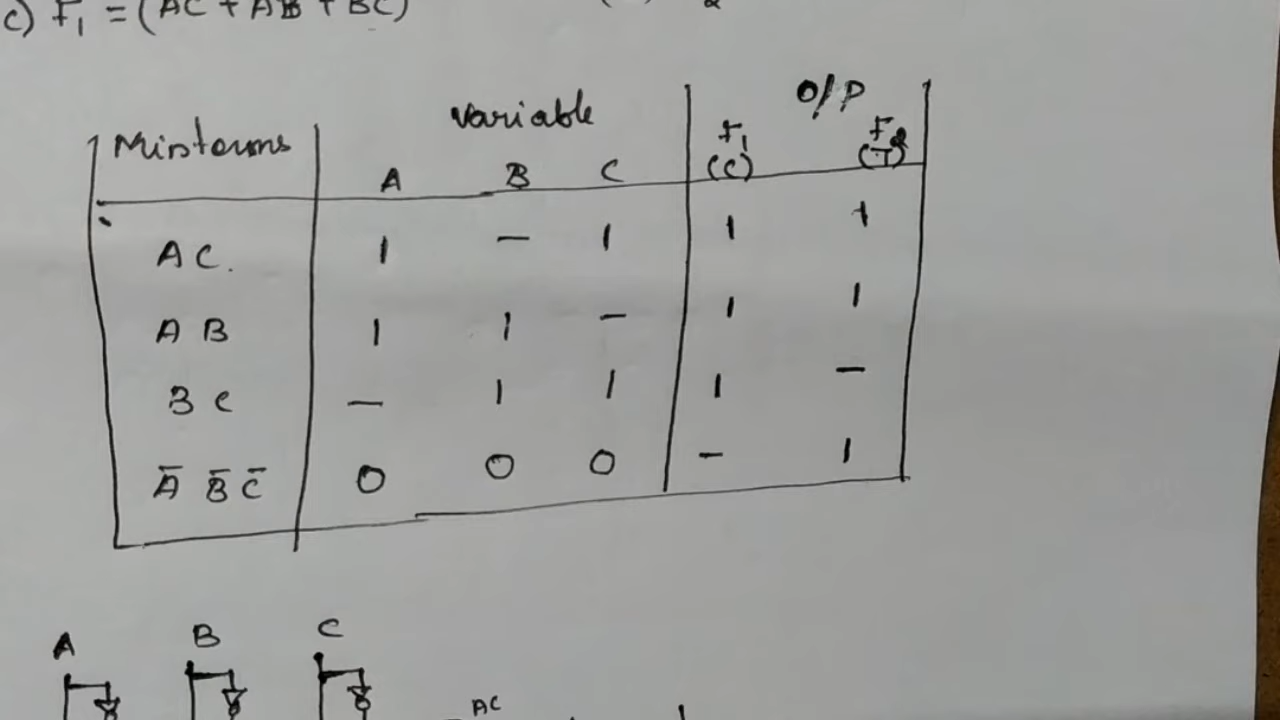 c) F₁ = (AC + AB + BC)
Variable O/P
Minterms A B C F₁ (C) F₂ (T)
AC. 1 – 1 1 1
AB 1 1 – 1 1
BC – 1 1 1 –
A̅ B̅ C̅ 0 0 0 – 1
A B C
AC